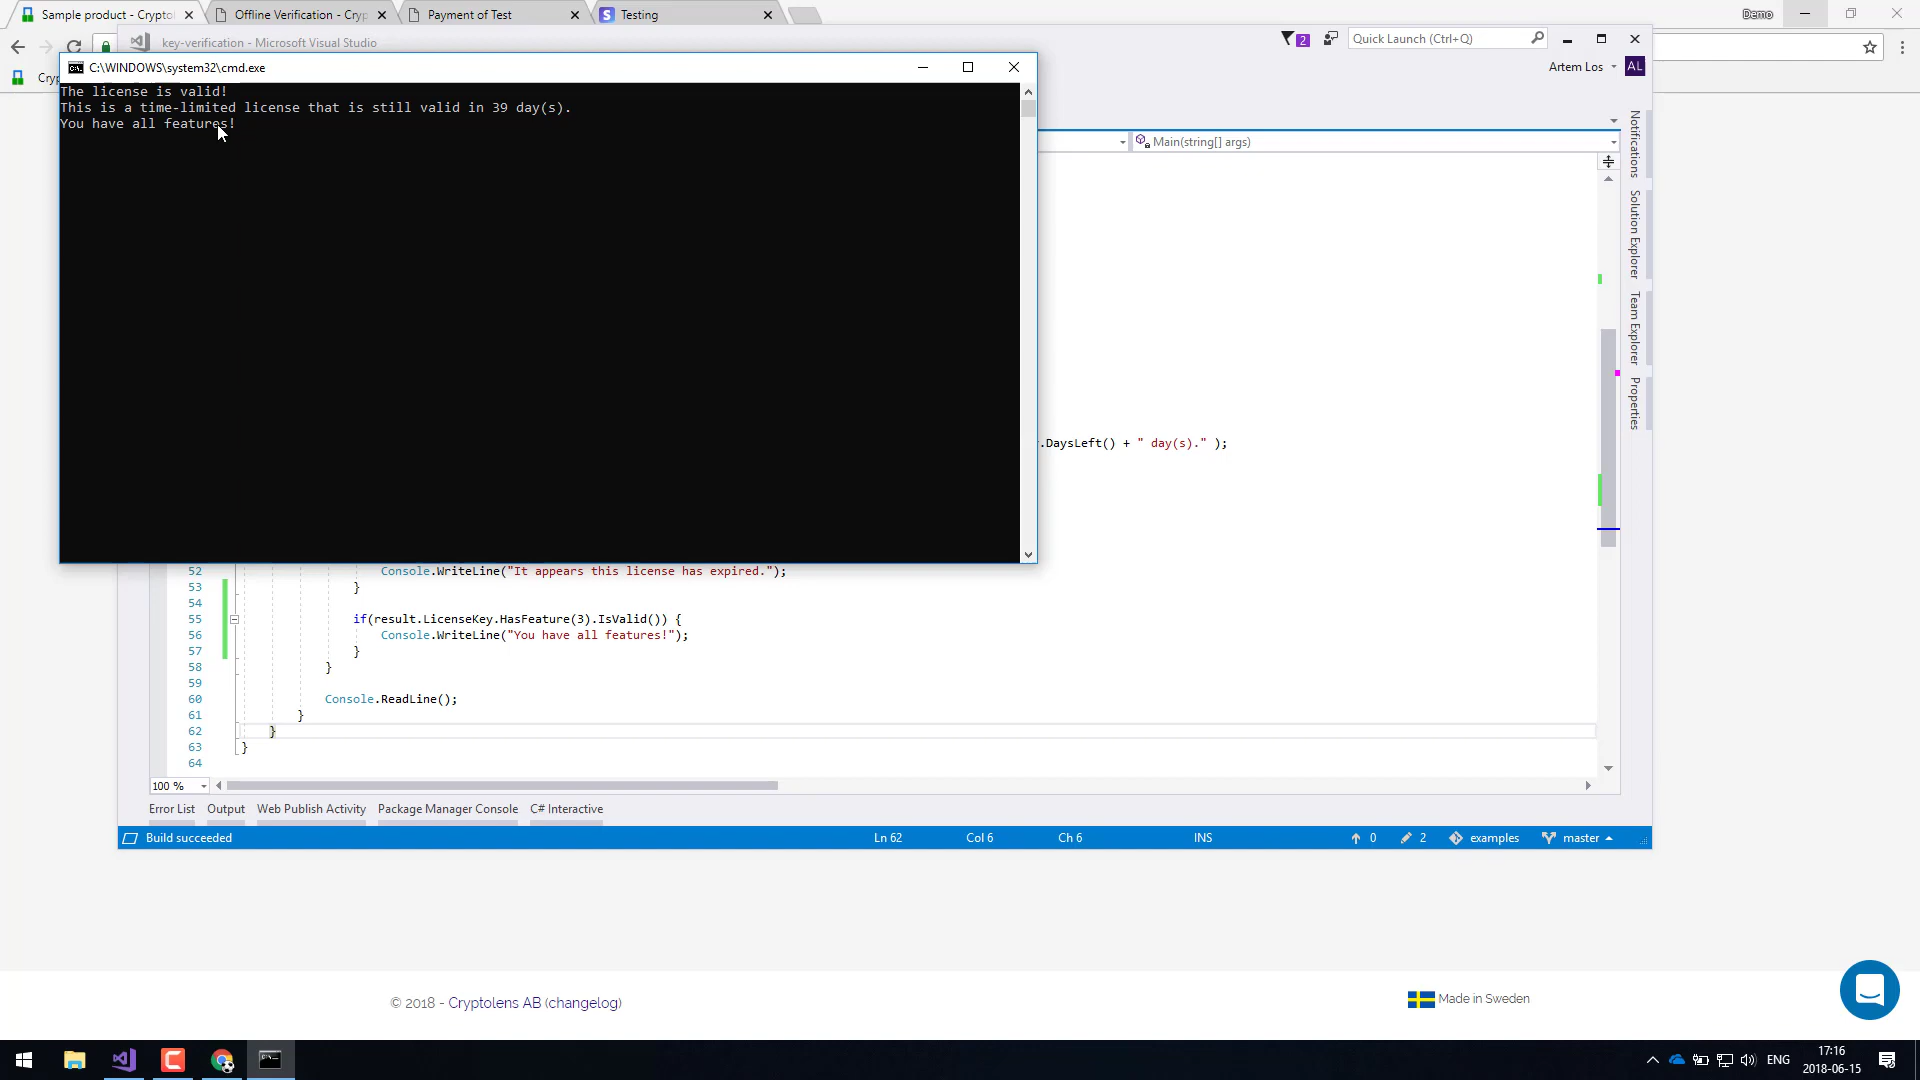 Sample product - Crypto
Offline Verification - Cryp
Payment of Test
Testing
Demo
key-verification - Microsoft Visual Studio
2
Quick Launch (Ctrl+Q)
Cryp
Artem Los
AL
C:\WINDOWS\system32\cmd.exe
The license is valid!
This is a time-limited license that is still valid in 39 day(s).
You have all features!
Main(string[] args)
Notifications
Solution Explorer
Team Explorer
Properties
.DaysLeft() + " day(s)." );
52 Console.WriteLine("It appears this license has expired.");
53 }
54
55 if(result.LicenseKey.HasFeature(3).IsValid()) {
56 Console.WriteLine("You have all features!");
57 }
58 }
59
60 Console.ReadLine();
61 }
62 }
63 }
64
100 %
Error List Output Web Publish Activity Package Manager Console C# Interactive
Build succeeded Ln 62 Col 6 Ch 6 INS 0 2 examples master
© 2018 - Cryptolens AB (changelog)
Made in Sweden
ENG
17:16
2018-06-15